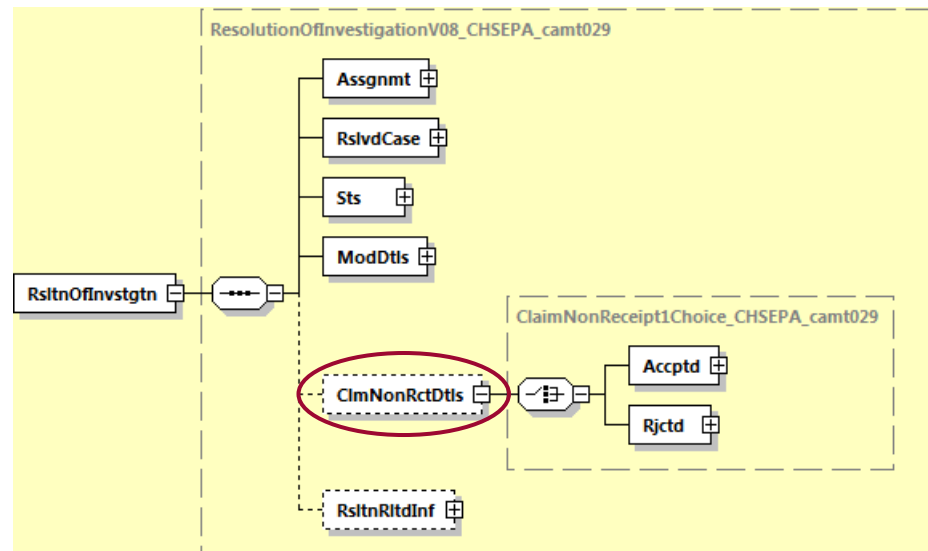 ResolutionOfInvestigationV08_CHSEPA_camt029
Assgnmt
RslvdCase
Sts
ModDtls
RsltnOfInvstgtn
ClaimNonReceipt1Choice_CHSEPA_camt029
Accptd
ClmNonRctDtls
Rjctd
RsltnRltdInf